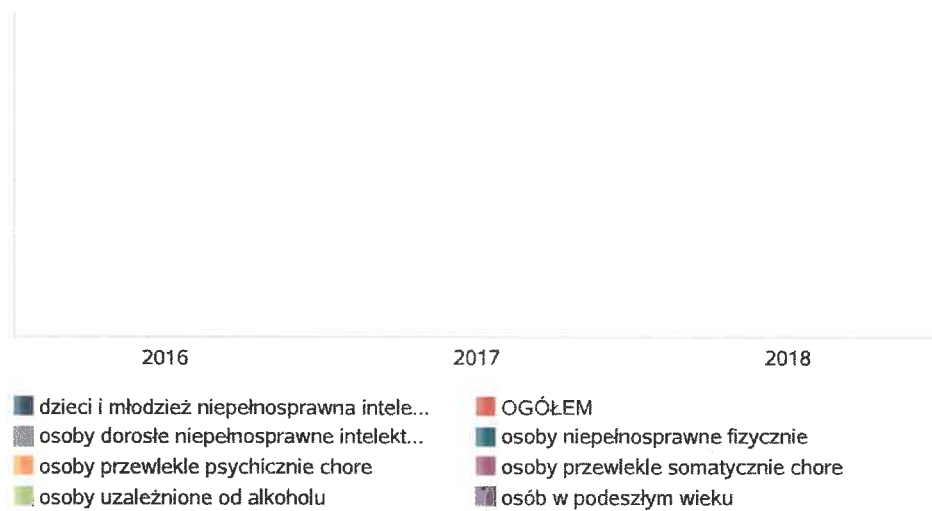 2016 2017 2018
dzieci i młodzież niepełnosprawna intele... OGÓŁEM
osoby dorosłe niepełnosprawne intelekt... osoby niepełnosprawne fizycznie
osoby przewlekle psychicznie chore osoby przewlekle somatycznie chore
osoby uzależnione od alkoholu osób w podeszłym wieku